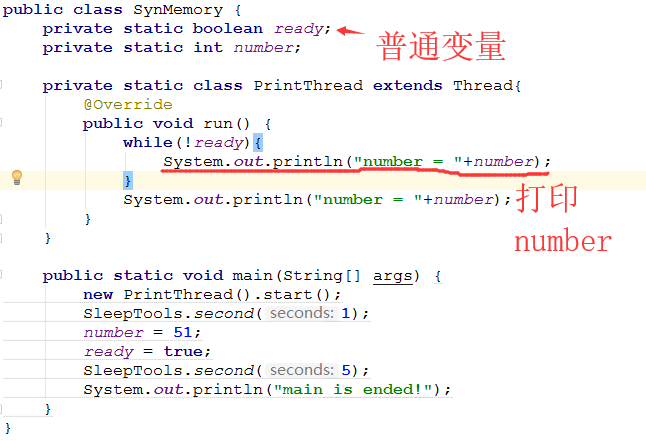 public class SynMemory {
private static boolean ready;
普通变量
private static int number;
private static class PrintThread extends Thread{
@Override
public void run() {
while(!ready){
System.out.println("number = "+number);
}
System.out.println("number = "+number);
打印
number
}
}
public static void main(String[] args) {
new PrintThread().start();
SleepTools.second( seconds: 1);
number = 51;
ready = true;
SleepTools.second( seconds: 5);
System.out.println("main is ended!");
}
}